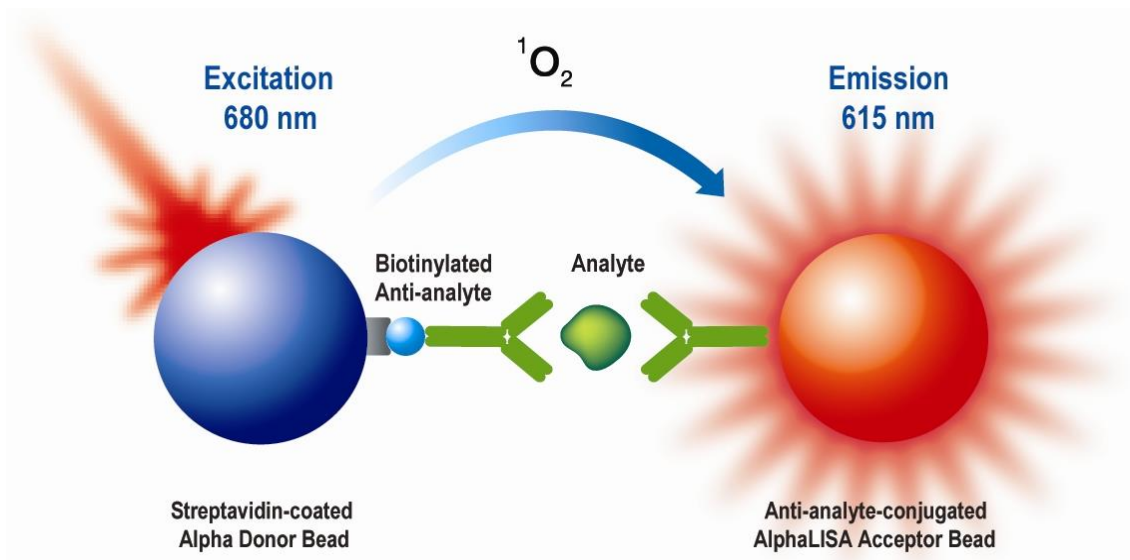 ¹O₂
Excitation
680 nm
Emission
615 nm
Biotinylated
Anti-analyte
Analyte
Streptavidin-coated
Alpha Donor Bead
Anti-analyte-conjugated
AlphaLISA Acceptor Bead